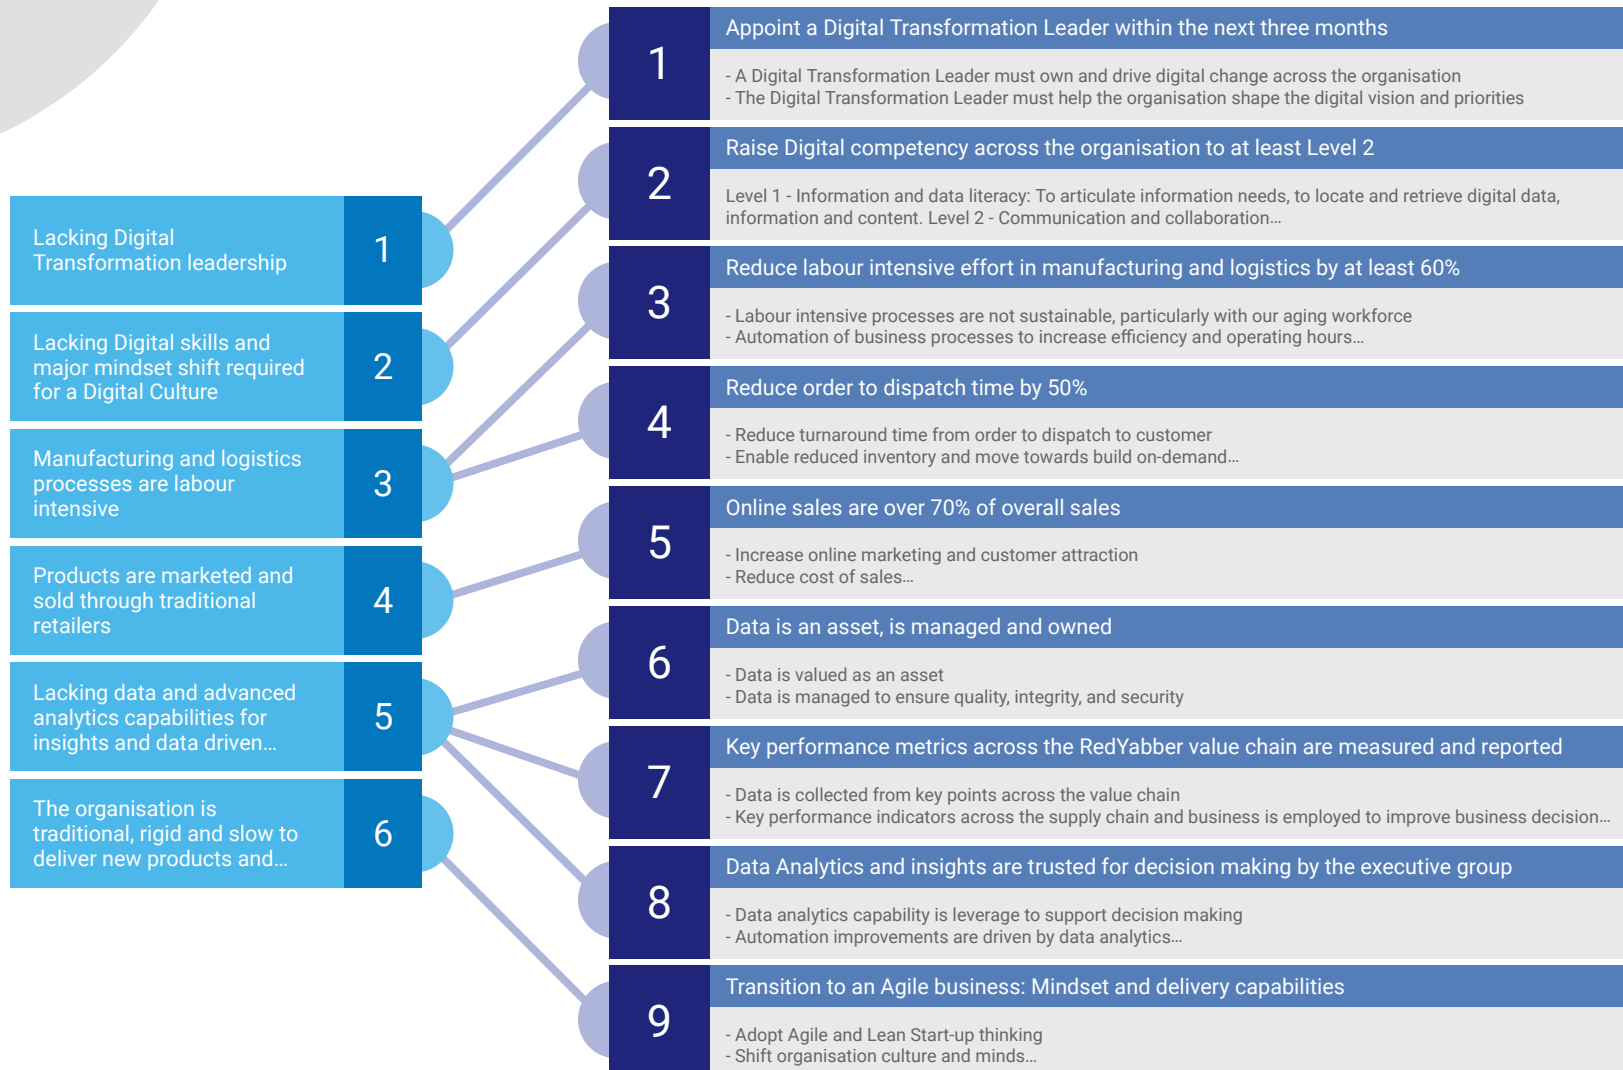 Lacking Digital
Transformation leadership
1
Lacking Digital skills and
major mindset shift required
for a Digital Culture
2
Manufacturing and logistics
processes are labour
intensive
3
Products are marketed and
sold through traditional
retailers
4
Lacking data and advanced
analytics capabilities for
insights and data driven…
5
The organisation is
traditional, rigid and slow to
deliver new products and…
6
1
Appoint a Digital Transformation Leader within the next three months
- A Digital Transformation Leader must own and drive digital change across the organisation
- The Digital Transformation Leader must help the organisation shape the digital vision and priorities
2
Raise Digital competency across the organisation to at least Level 2
Level 1 - Information and data literacy: To articulate information needs, to locate and retrieve digital data,
information and content. Level 2 - Communication and collaboration…
3
Reduce labour intensive effort in manufacturing and logistics by at least 60%
- Labour intensive processes are not sustainable, particularly with our aging workforce
- Automation of business processes to increase efficiency and operating hours…
4
Reduce order to dispatch time by 50%
- Reduce turnaround time from order to dispatch to customer
- Enable reduced inventory and move towards build on-demand…
5
Online sales are over 70% of overall sales
- Increase online marketing and customer attraction
- Reduce cost of sales…
6
Data is an asset, is managed and owned
- Data is valued as an asset
- Data is managed to ensure quality, integrity, and security
7
Key performance metrics across the RedYabber value chain are measured and reported
- Data is collected from key points across the value chain
- Key performance indicators across the supply chain and business is employed to improve business decision…
8
Data Analytics and insights are trusted for decision making by the executive group
- Data analytics capability is leverage to support decision making
- Automation improvements are driven by data analytics…
9
Transition to an Agile business: Mindset and delivery capabilities
- Adopt Agile and Lean Start-up thinking
- Shift organisation culture and minds…